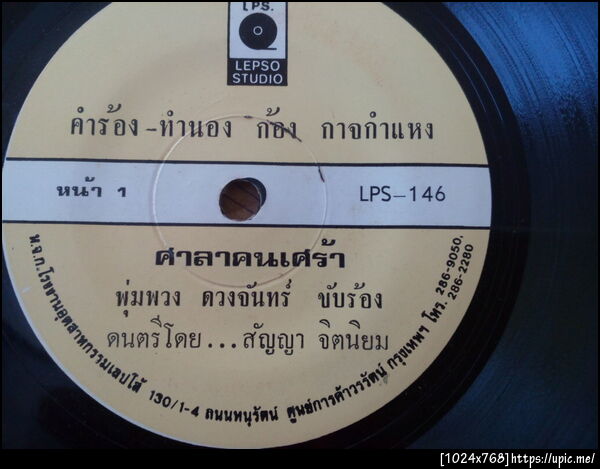 LPS.
LEPSO
STUDIO
คำร้อง -ทำนอง ก้อง กาจกำแหง
หน้า 1
LPS-146
ศาลาคนเศร้า
พุ่มพวง ดวงจันทร์ ขับร้อง
ดนตรีโดย... สัญญา จิตนิยม
ห.จ.ก.โรงงานอุตสาหกรรมเลปโส้ 130/1-4 ถนนหนุรัตน์ ศูนย์การค้าวรรัตน์ กรุงเทพฯ โทร. 286-9050,
286-2280
[1024x768]https://upic.me/